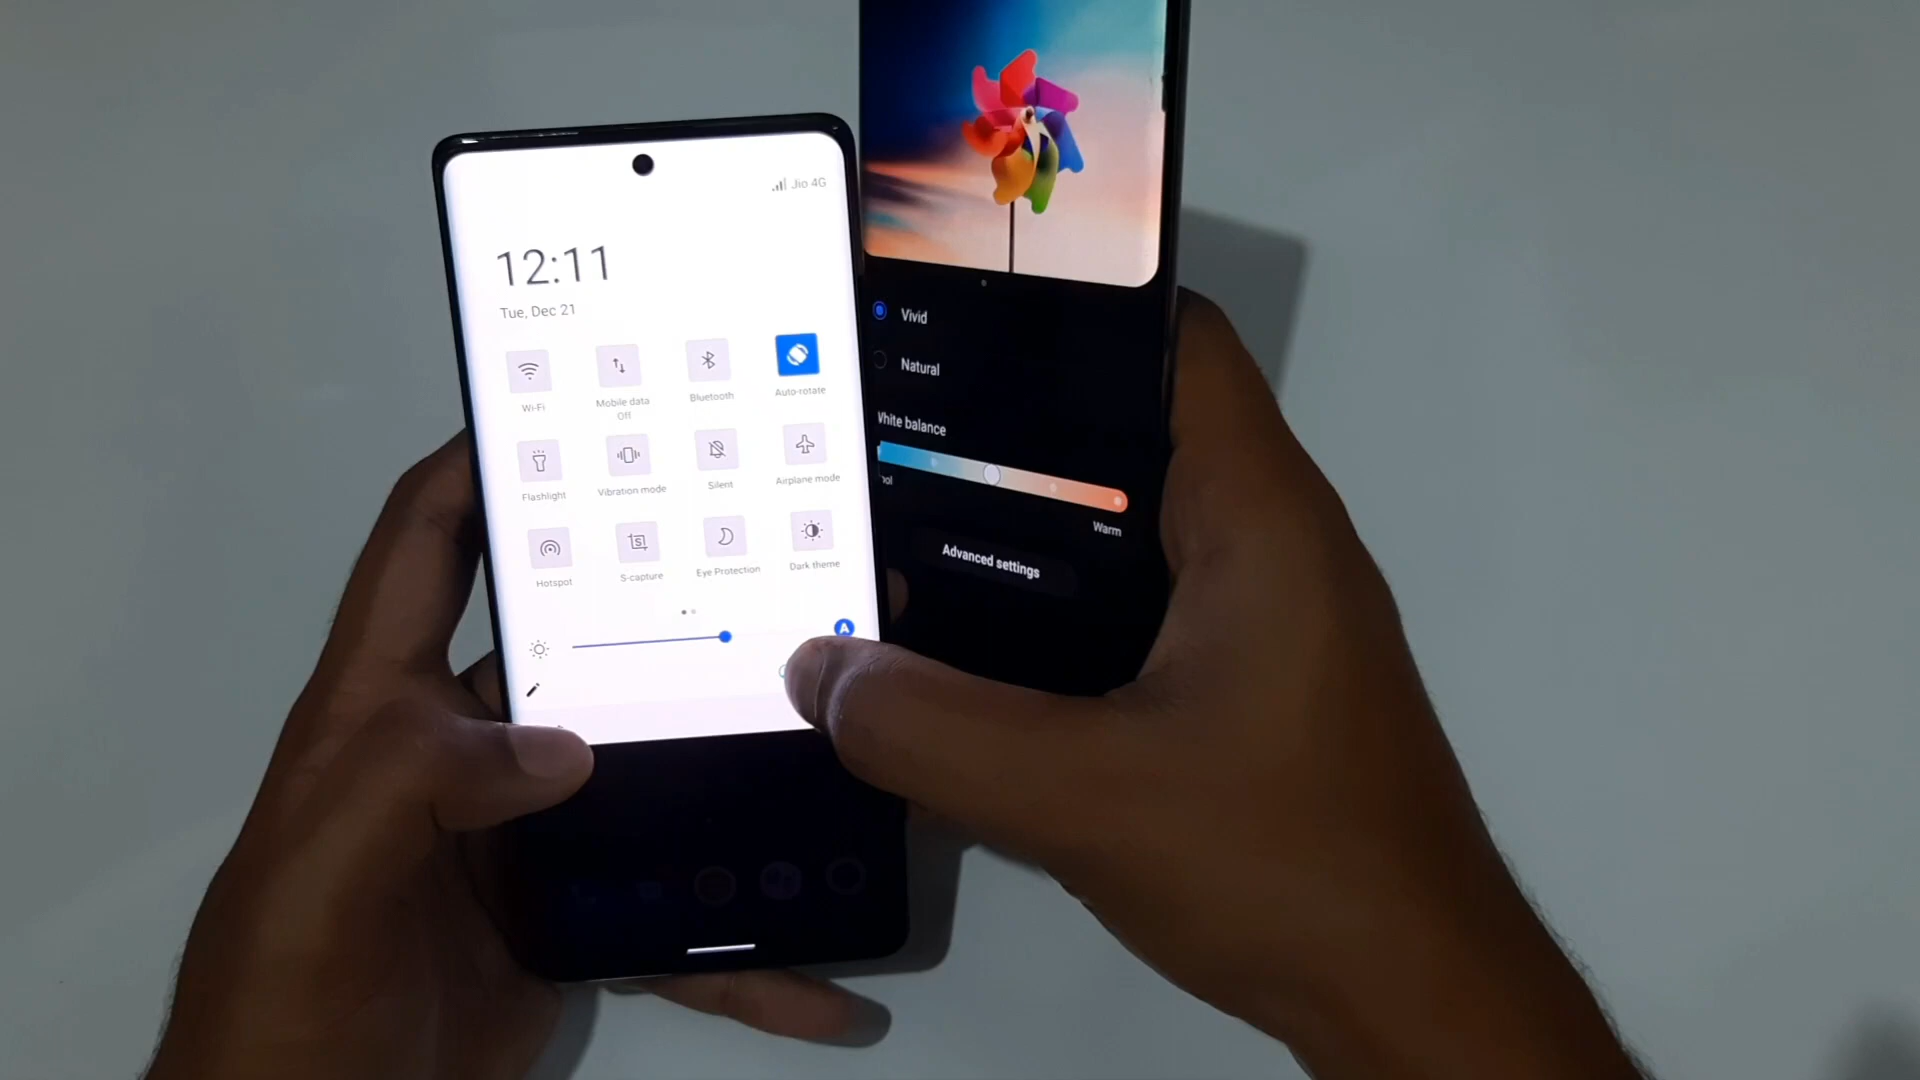 Jio 4G
12:11
Tue, Dec 21
Wi-Fi
Mobile data
Off
Bluetooth
Auto-rotate
Flashlight
Vibration mode
Silent
Airplane mode
Hotspot
S-capture
Eye Protection
Dark theme
A
Vivid
Natural
White balance
Warm
Advanced settings